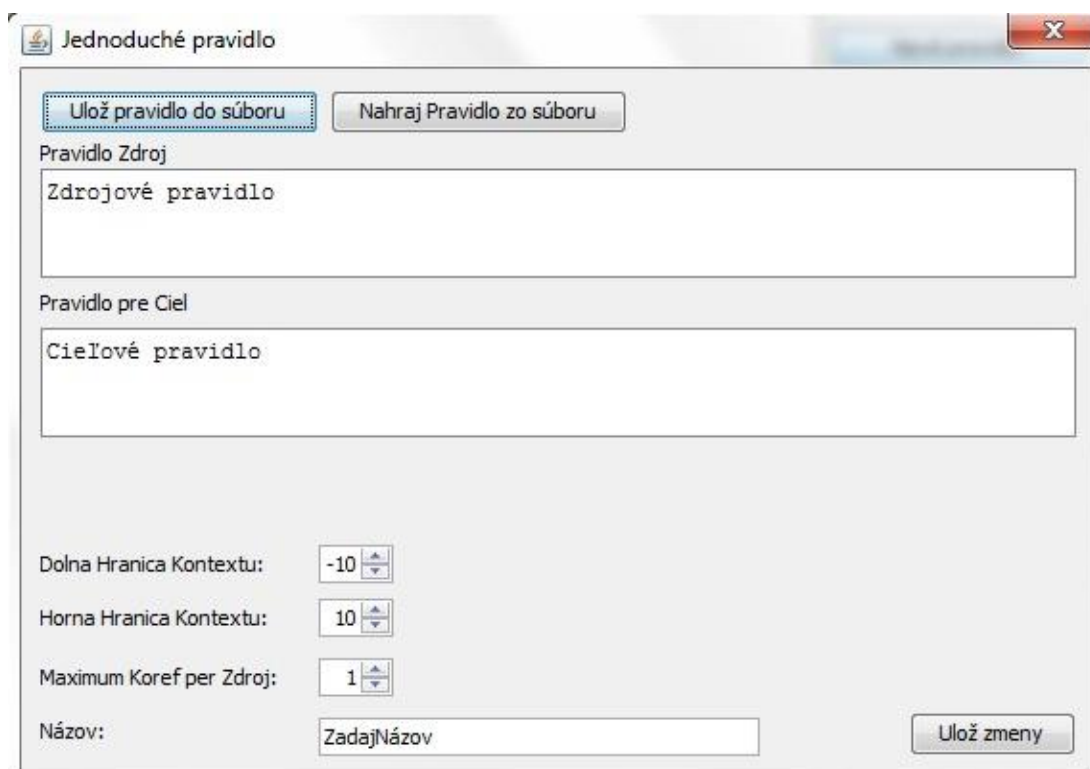 Jednoduché pravidlo
Ulož pravidlo do súboru Nahraj Pravidlo zo súboru
Pravidlo Zdroj
Zdrojové pravidlo
Pravidlo pre Ciel
Cieľové pravidlo
Dolna Hranica Kontextu: -10
Horna Hranica Kontextu: 10
Maximum Koref per Zdroj: 1
Názov: ZadajNázov Ulož zmeny